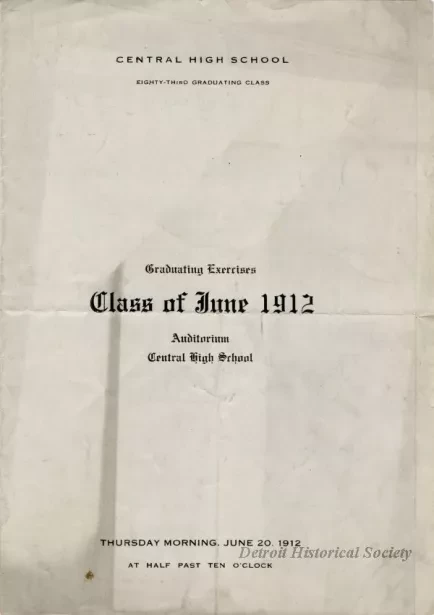 CENTRAL HIGH SCHOOL
EIGHTY-THIRD GRADUATING CLASS
Graduating Exercises
Class of June 1912
Auditorium
Central High School
THURSDAY MORNING, JUNE 20, 1912
Detroit Historical Society
AT HALF PAST TEN O'CLOCK